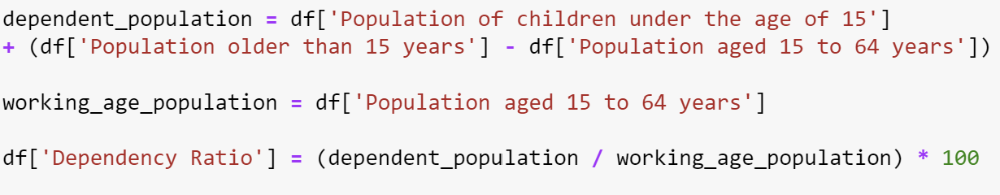 dependent_population = df['Population of children under the age of 15']
+ (df['Population older than 15 years'] - df['Population aged 15 to 64 years'])
working_age_population = df['Population aged 15 to 64 years']
df['Dependency Ratio'] = (dependent_population / working_age_population) * 100